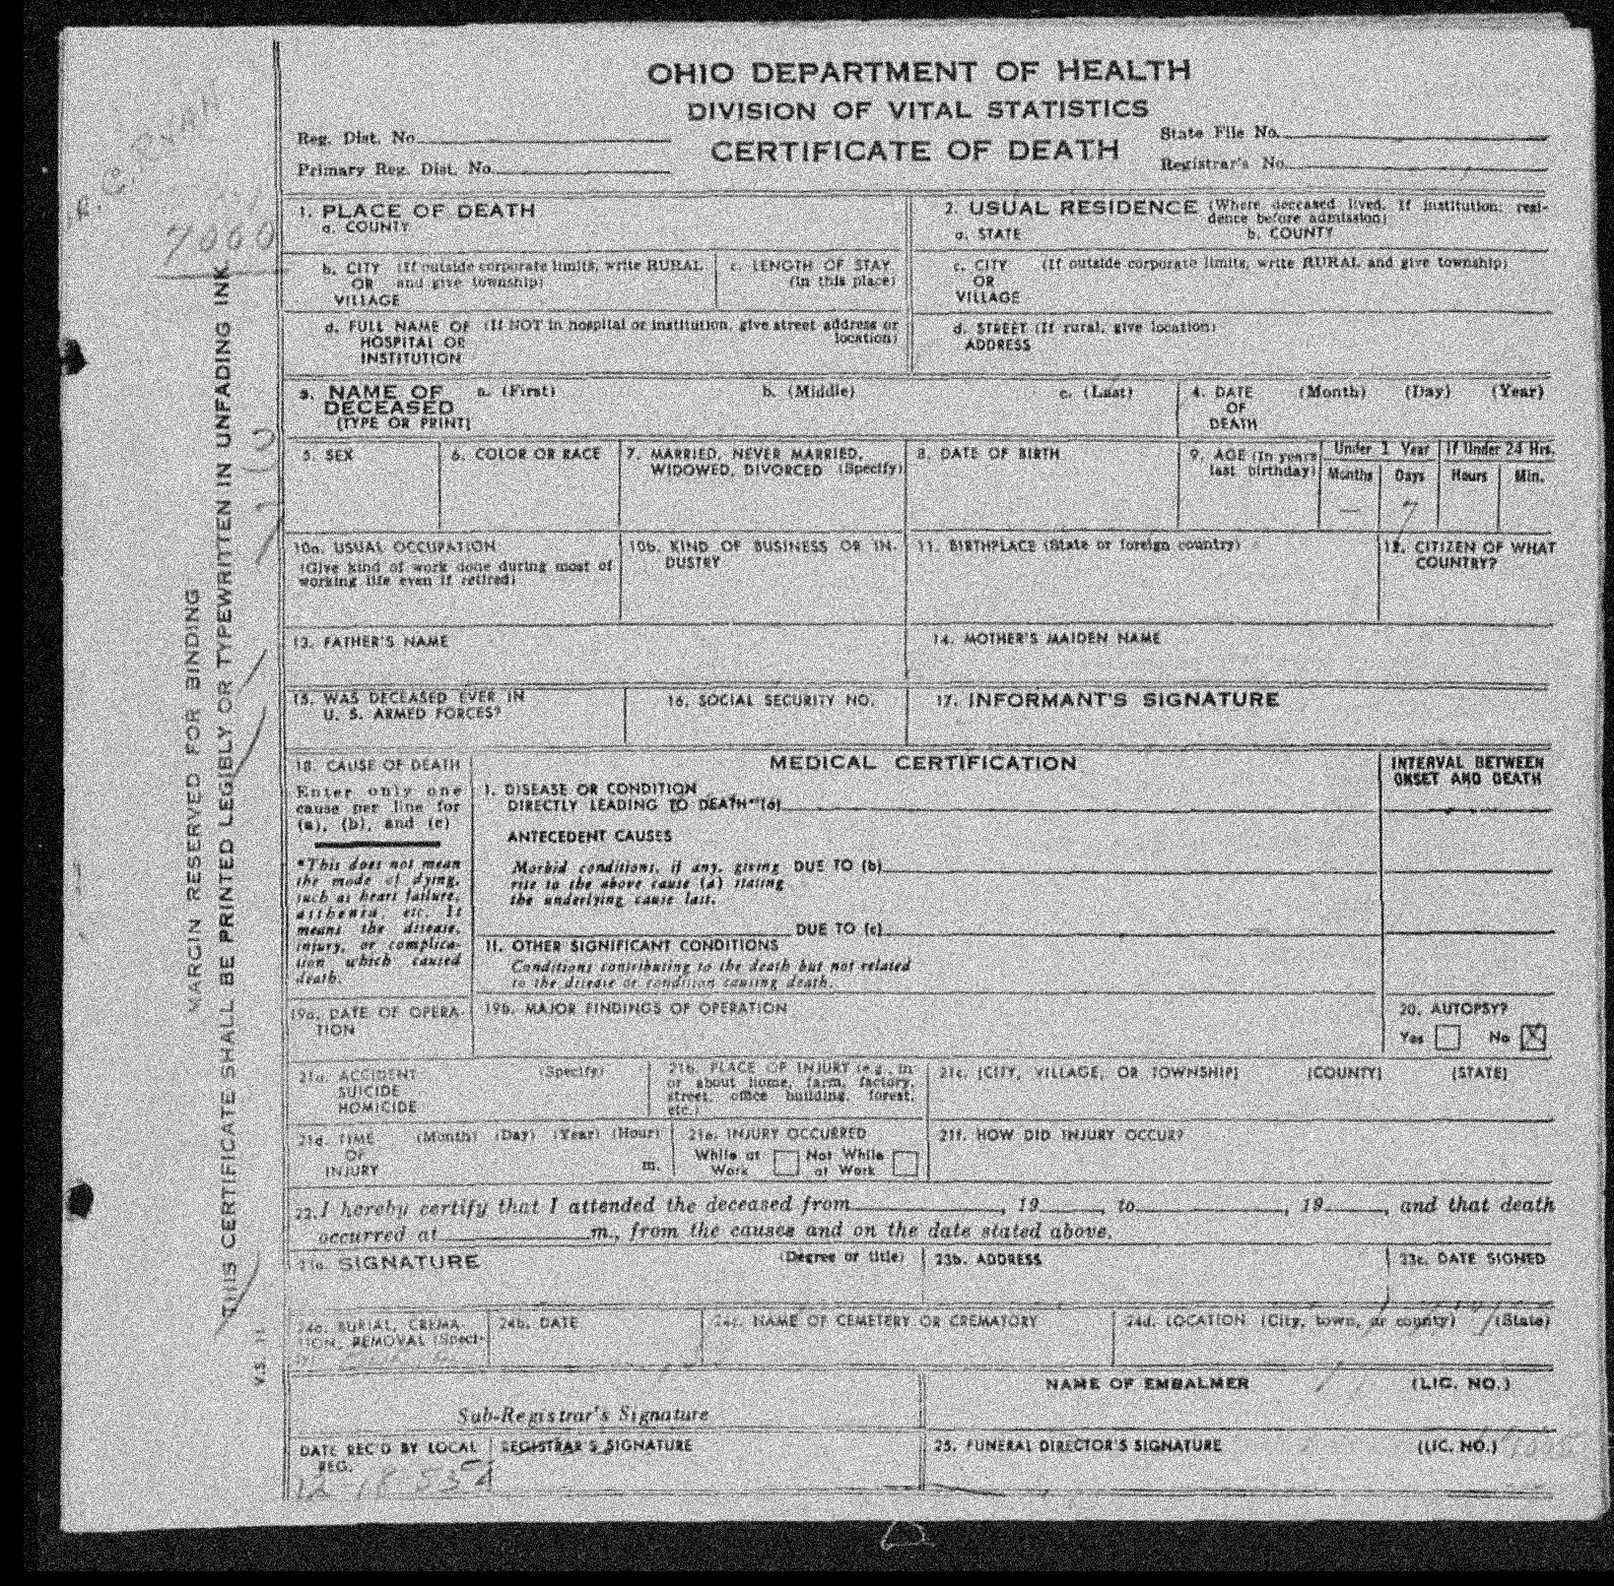 OHIO DEPARTMENT OF HEALTH
DIVISION OF VITAL STATISTICS
CERTIFICATE OF DEATH
Reg. Dist. No.
Primary Reg. Dist. No.
State File No.
Registrar's No.
C. RYAN
7060
MARGIN RESERVED FOR BINDING
THIS CERTIFICATE SHALL BE PRINTED LEGIBLY OR TYPEWRITTEN IN UNFADING INK
V.S.
1. PLACE OF DEATH
a. COUNTY
2. USUAL RESIDENCE (Where deceased lived. If institution: resi-
dence before admission)
a. STATE b. COUNTY
b. CITY (If outside corporate limits, write RURAL
OR and give township)
VILLAGE
c. LENGTH OF STAY
(in this place)
c. CITY (If outside corporate limits, write RURAL and give township)
OR
VILLAGE
d. FULL NAME OF (If NOT in hospital or institution, give street address or
HOSPITAL OR location)
INSTITUTION
d. STREET (If rural, give location)
ADDRESS
3. NAME OF a. (First) b. (Middle) c. (Last)
DECEASED
(TYPE OR PRINT)
4. DATE (Month) (Day) (Year)
OF
DEATH
5. SEX
6. COLOR OR RACE
7. MARRIED, NEVER MARRIED,
WIDOWED, DIVORCED (Specify)
8. DATE OF BIRTH
9. AGE (In years
last birthday)
Under 1 Year
Months Days
— 7
If Under 24 Hrs.
Hours Min.
10a. USUAL OCCUPATION
(Give kind of work done during most of
working life even if retired)
10b. KIND OF BUSINESS OR IN-
DUSTRY
11. BIRTHPLACE (State or foreign country)
12. CITIZEN OF WHAT
COUNTRY?
13. FATHER'S NAME
14. MOTHER'S MAIDEN NAME
15. WAS DECEASED EVER IN
U. S. ARMED FORCES?
16. SOCIAL SECURITY NO.
17. INFORMANT'S SIGNATURE
18. CAUSE OF DEATH
Enter only one
cause per line for
(a), (b), and (c)
*This does not mean
the mode of dying,
such as heart failure,
asthenia, etc. It
means the disease,
injury, or complica-
tion which caused
death.
MEDICAL CERTIFICATION
I. DISEASE OR CONDITION
DIRECTLY LEADING TO DEATH*(a)
ANTECEDENT CAUSES
Morbid conditions, if any, giving DUE TO (b)
rise to the above cause (a) stating
the underlying cause last.
DUE TO (c)
II. OTHER SIGNIFICANT CONDITIONS
Conditions contributing to the death but not related
to the disease or condition causing death.
INTERVAL BETWEEN
ONSET AND DEATH
19a. DATE OF OPERA-
TION
19b. MAJOR FINDINGS OF OPERATION
20. AUTOPSY?
Yes No X
21a. ACCIDENT (Specify)
SUICIDE
HOMICIDE
21b. PLACE OF INJURY (e.g., in
or about home, farm, factory,
street, office building, forest,
etc.)
21c. (CITY, VILLAGE, OR TOWNSHIP) (COUNTY) (STATE)
21d. TIME (Month) (Day) (Year) (Hour)
OF
INJURY m.
21e. INJURY OCCURRED
While at Not While
Work at Work
21f. HOW DID INJURY OCCUR?
22. I hereby certify that I attended the deceased from , 19 , to , 19 , and that death
occurred at m., from the causes and on the date stated above.
23a. SIGNATURE (Degree or title)
23b. ADDRESS
23c. DATE SIGNED
24a. BURIAL, CREMA-
TION, REMOVAL (Speci-
fy)
24b. DATE
24c. NAME OF CEMETERY OR CREMATORY
24d. LOCATION (City, town, or county) (State)
Sub-Registrar's Signature
NAME OF EMBALMER (LIC. NO.)
DATE REC'D BY LOCAL
REG.
12 18 53
REGISTRAR'S SIGNATURE
25. FUNERAL DIRECTOR'S SIGNATURE (LIC. NO.)